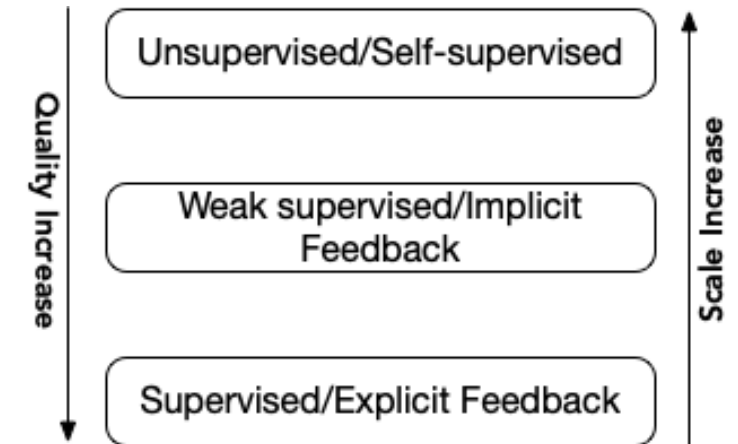 Unsupervised/Self-supervised
Quality Increase
Weak supervised/Implicit
Feedback
Scale Increase
Supervised/Explicit Feedback